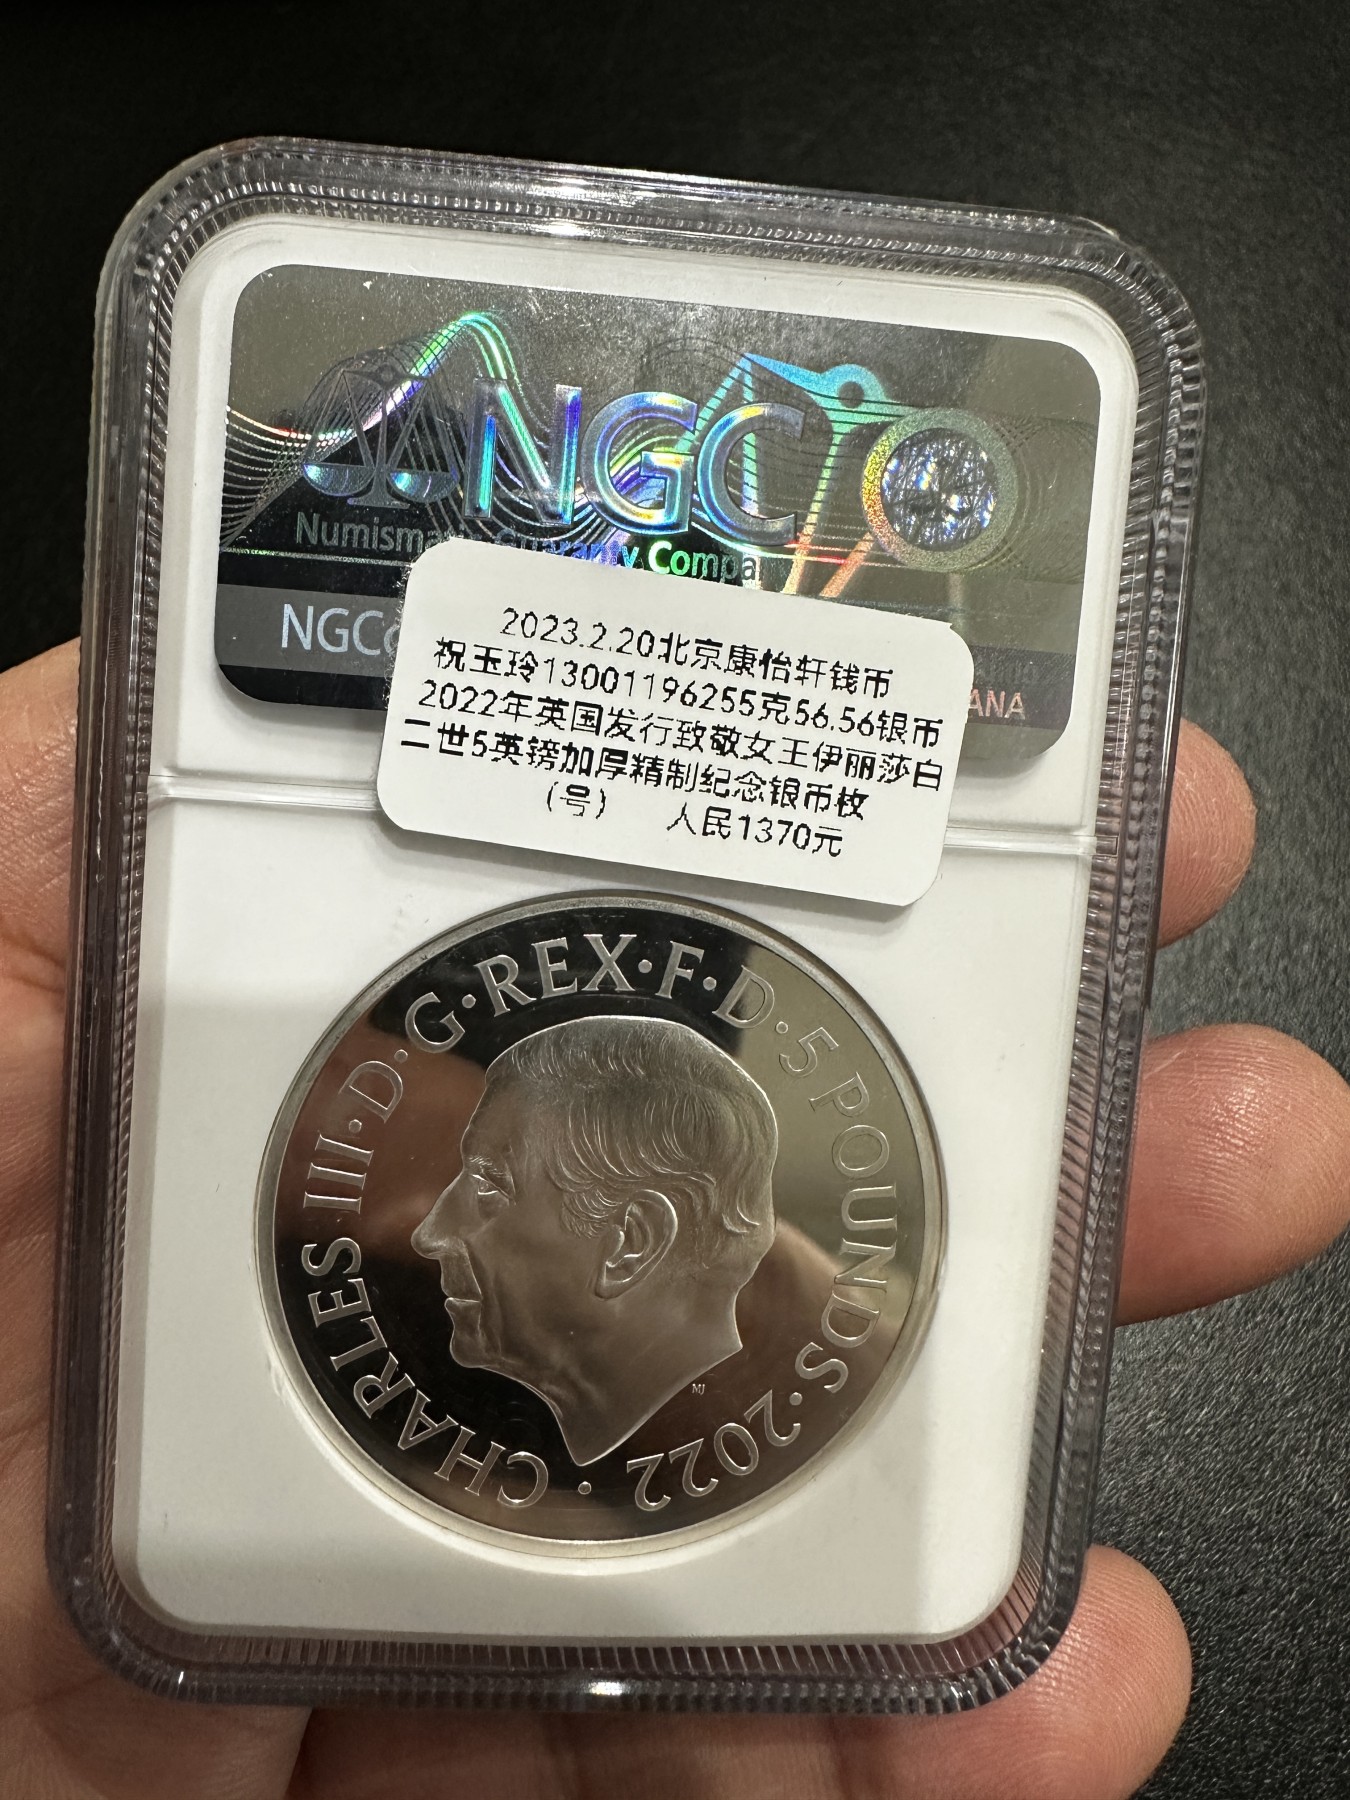 NGC
Numism Guaranty Compa
NGCc
ANA
2023.2.20北京康怡轩钱币
祝玉玲13001196255克56.56银币
2022年英国发行致敬女王伊丽莎白
二世5英镑加厚精制纪念银币枚
(号) 人民1370元
CHARLES III·D·G·REX·F·D·5 POUNDS·2022·
MJ